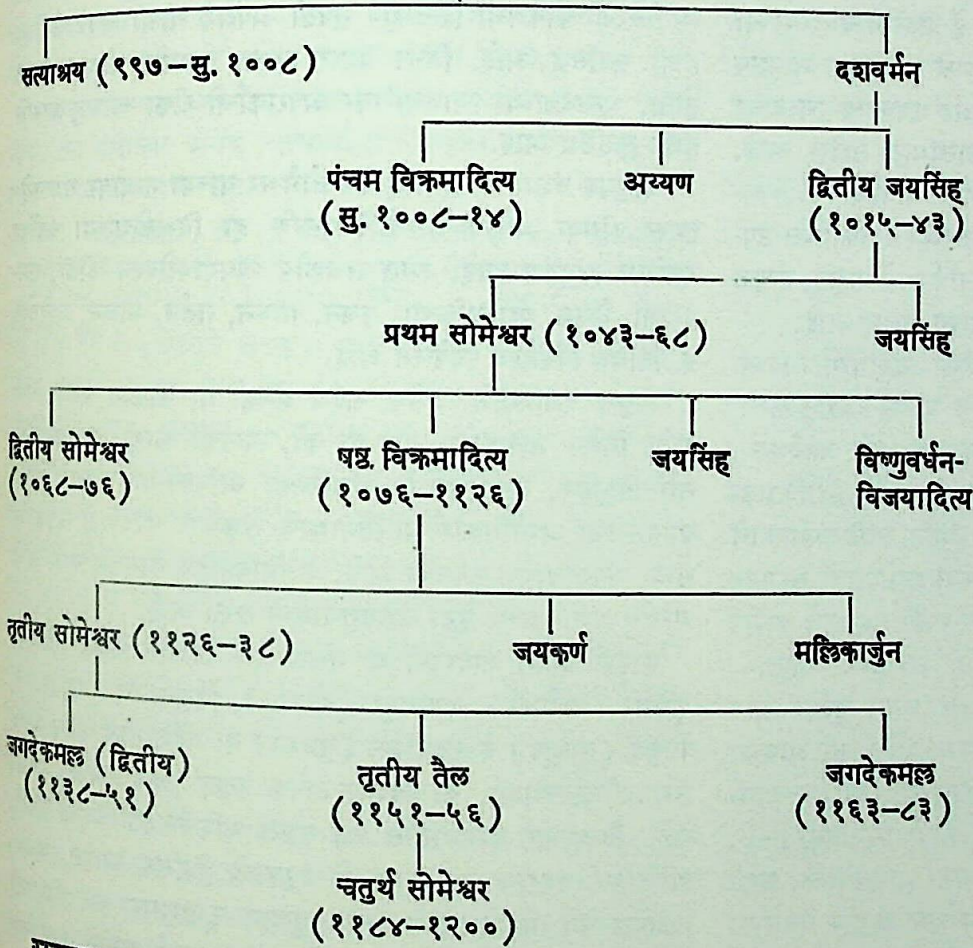 सत्याश्रय (९९७–सु. १००८)
दशवर्मन
पंचम विक्रमादित्य
(सु. १००८–१४)
अय्यण
द्वितीय जयसिंह
(१०१५–४३)
प्रथम सोमेश्वर (१०४३–६८)
जयसिंह
द्वितीय सोमेश्वर
(१०६८–७६)
षष्ठ विक्रमादित्य
(१०७६–११२६)
जयसिंह
विष्णुवर्धन-
विजयादित्य
तृतीय सोमेश्वर (११२६–३८)
जयकर्ण
मल्लिकार्जुन
जगदेकमल्ल (द्वितीय)
(११३८–५१)
तृतीय तैल
(११५१–५६)
जगदेकमल्ल
(११६३–८३)
चतुर्थ सोमेश्वर
(११८४–१२००)